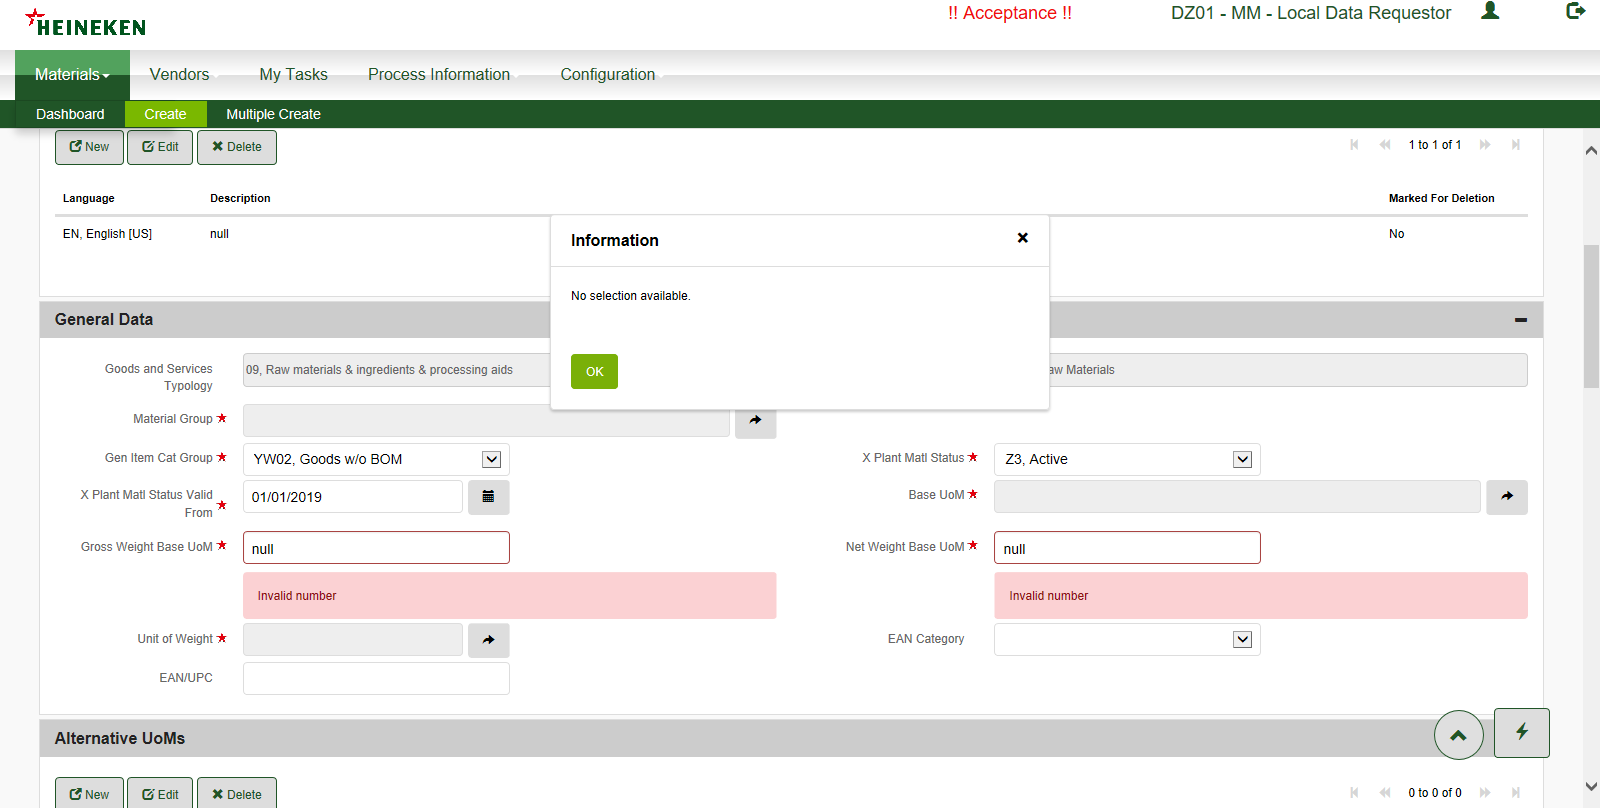 HEINEKEN
!! Acceptance !!
DZ01 - MM - Local Data Requestor
Materials
Vendors
My Tasks
Process Information
Configuration
Dashboard
Create
Multiple Create
New
Edit
Delete
1 to 1 of 1
Language
Description
Marked For Deletion
EN, English [US]
null
No
Information
No selection available.
OK
General Data
Goods and Services
Typology
09, Raw materials & ingredients & processing aids
aw Materials
Material Group
Gen Item Cat Group
YW02, Goods w/o BOM
X Plant Matl Status
Z3, Active
X Plant Matl Status Valid
From
01/01/2019
Base UoM
Gross Weight Base UoM
null
Net Weight Base UoM
null
Invalid number
Invalid number
Unit of Weight
EAN Category
EAN/UPC
Alternative UoMs
New
Edit
Delete
0 to 0 of 0